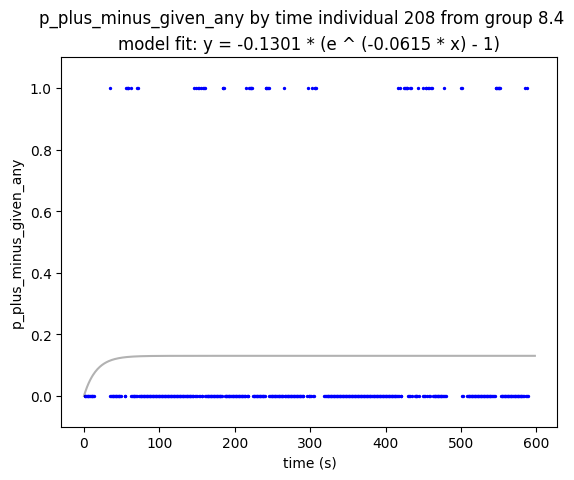 p_plus_minus_given_any by time individual 208 from group 8.4
model fit: y = -0.1301 * (e ^ (-0.0615 * x) - 1)
1.0
0.8
0.6
0.4
0.2
0.0
p_plus_minus_given_any
0 100 200 300 400 500 600
time (s)